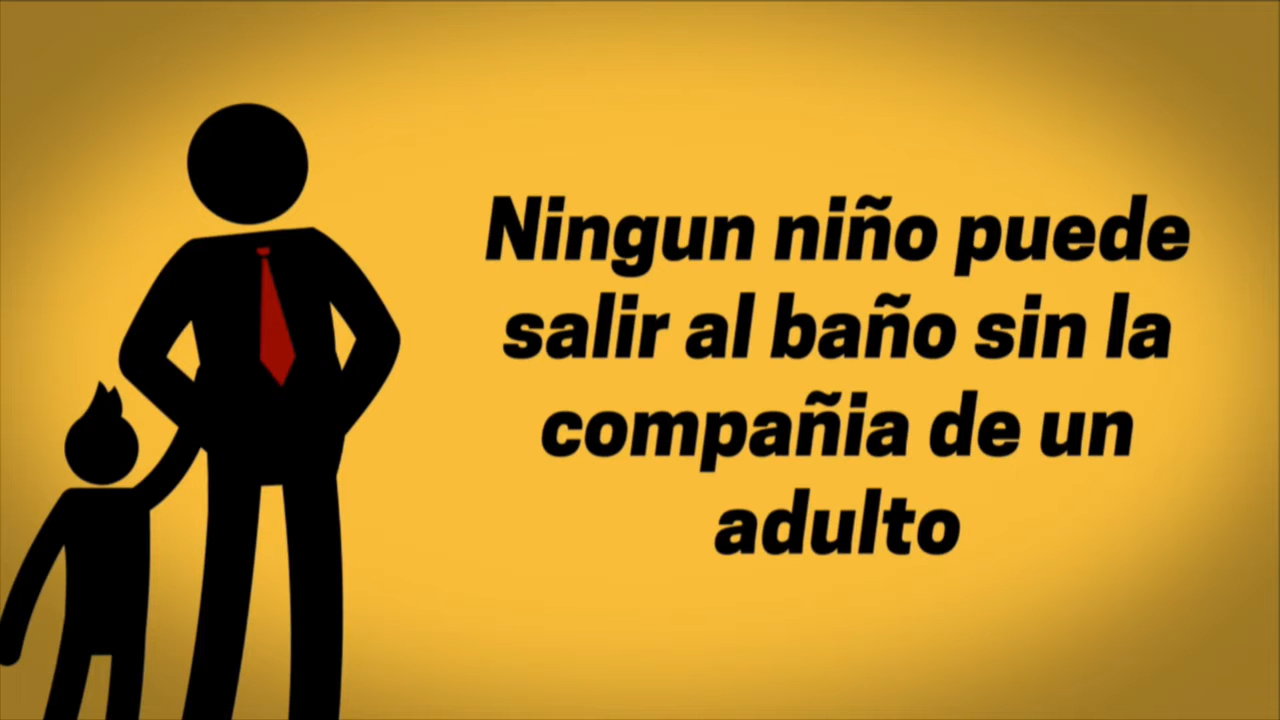 Ningun niño puede
salir al baño sin la
compañia de un
adulto